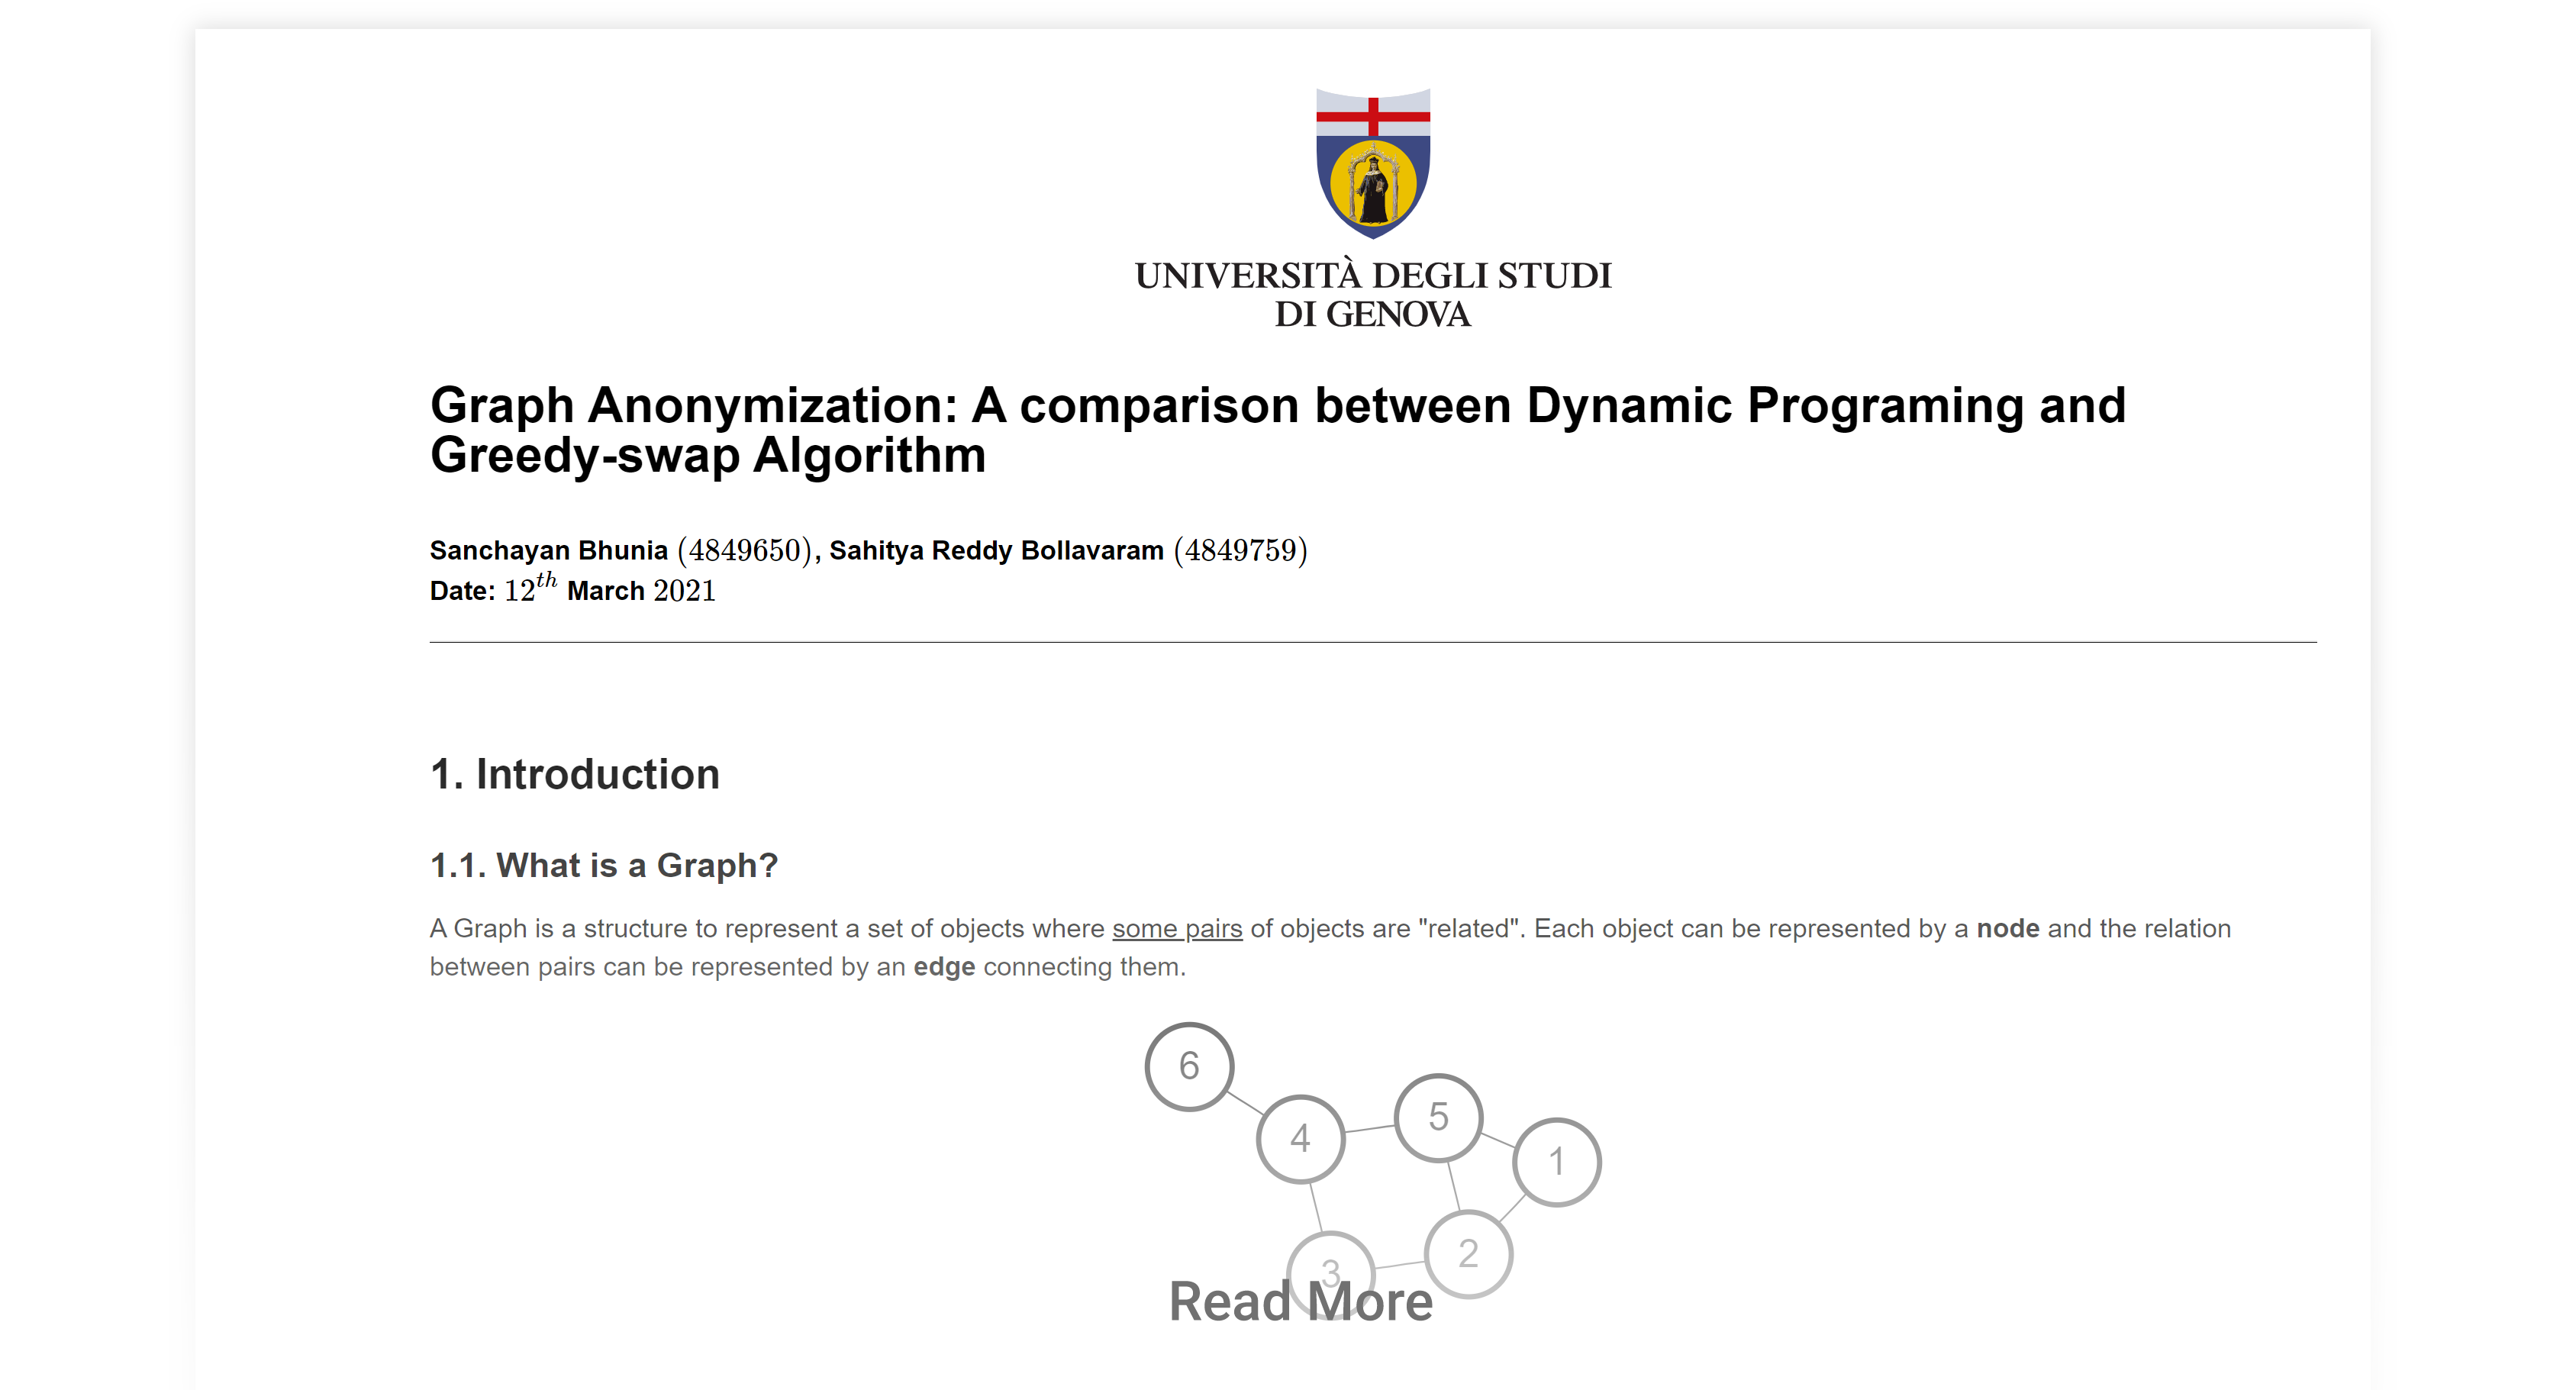 UNIVERSITÀ DEGLI STUDI
DI GENOVA
Graph Anonymization: A comparison between Dynamic Programing and
Greedy-swap Algorithm
Sanchayan Bhunia (4849650), Sahitya Reddy Bollavaram (4849759)
Date: 12th March 2021
1. Introduction
1.1. What is a Graph?
A Graph is a structure to represent a set of objects where some pairs of objects are "related". Each object can be represented by a node and the relation
between pairs can be represented by an edge connecting them.
6
5
4
1
2
3
Read More